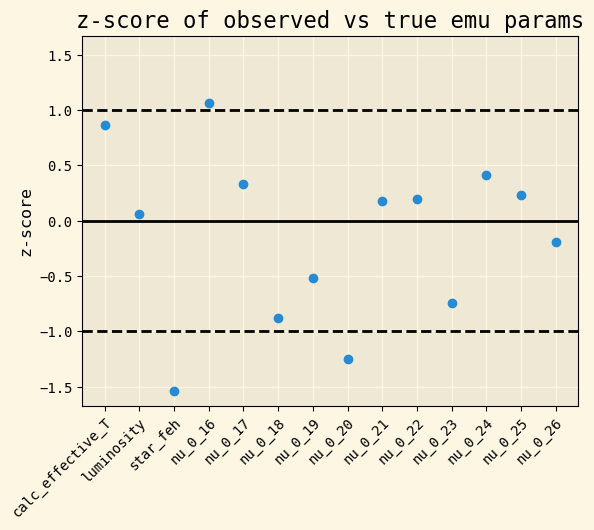 z-score of observed vs true emu params
z-score
1.5
1.0
0.5
0.0
−0.5
−1.0
−1.5
calc_effective_T
luminosity
star_feh
nu_0_16
nu_0_17
nu_0_18
nu_0_19
nu_0_20
nu_0_21
nu_0_22
nu_0_23
nu_0_24
nu_0_25
nu_0_26